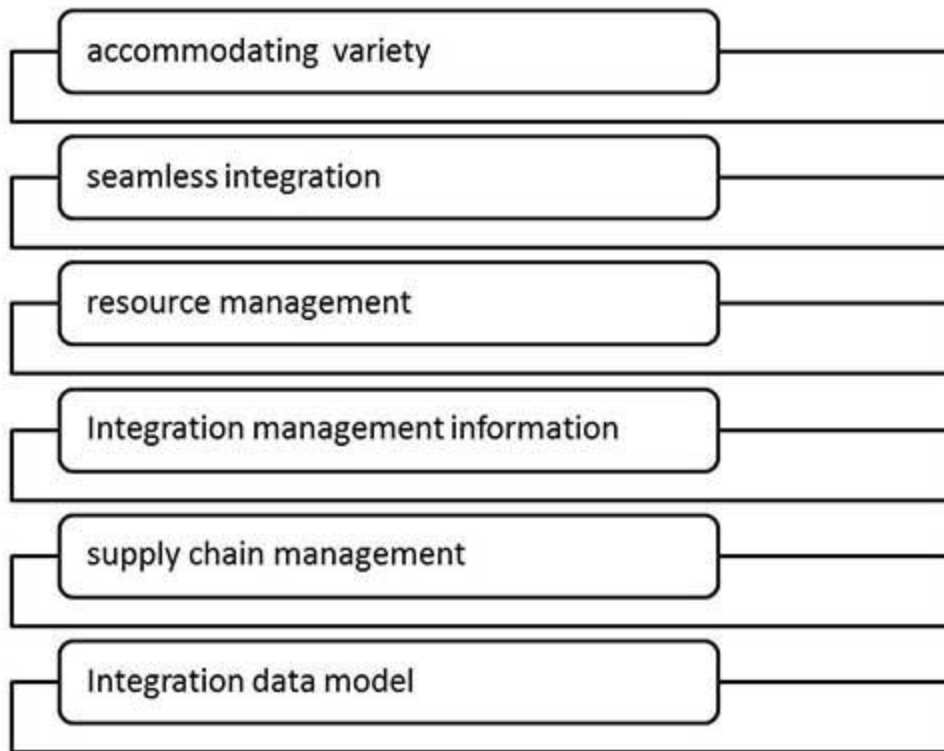 accommodating variety
seamless integration
resource management
Integration management information
supply chain management
Integration data model